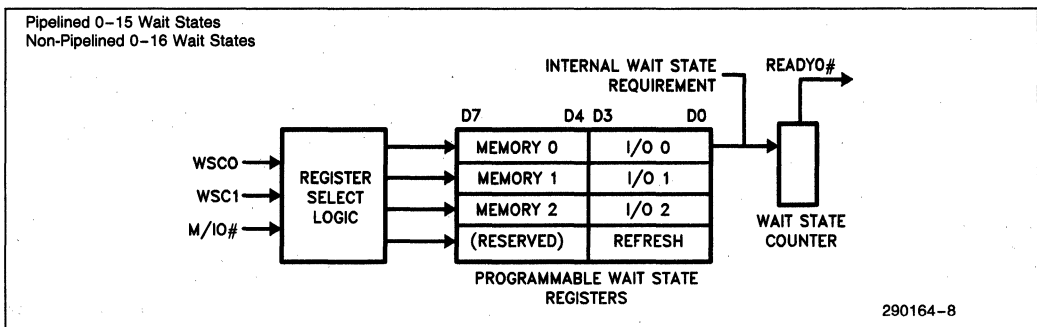 Pipelined 0–15 Wait States
Non-Pipelined 0–16 Wait States
INTERNAL WAIT STATE
REQUIREMENT
READYO#
D7 D4 D3 D0
WSC0
WSC1
M/IO#
REGISTER
SELECT
LOGIC
MEMORY 0 I/O 0
MEMORY 1 I/O 1
MEMORY 2 I/O 2
(RESERVED) REFRESH
WAIT STATE
COUNTER
PROGRAMMABLE WAIT STATE
REGISTERS
290164–8